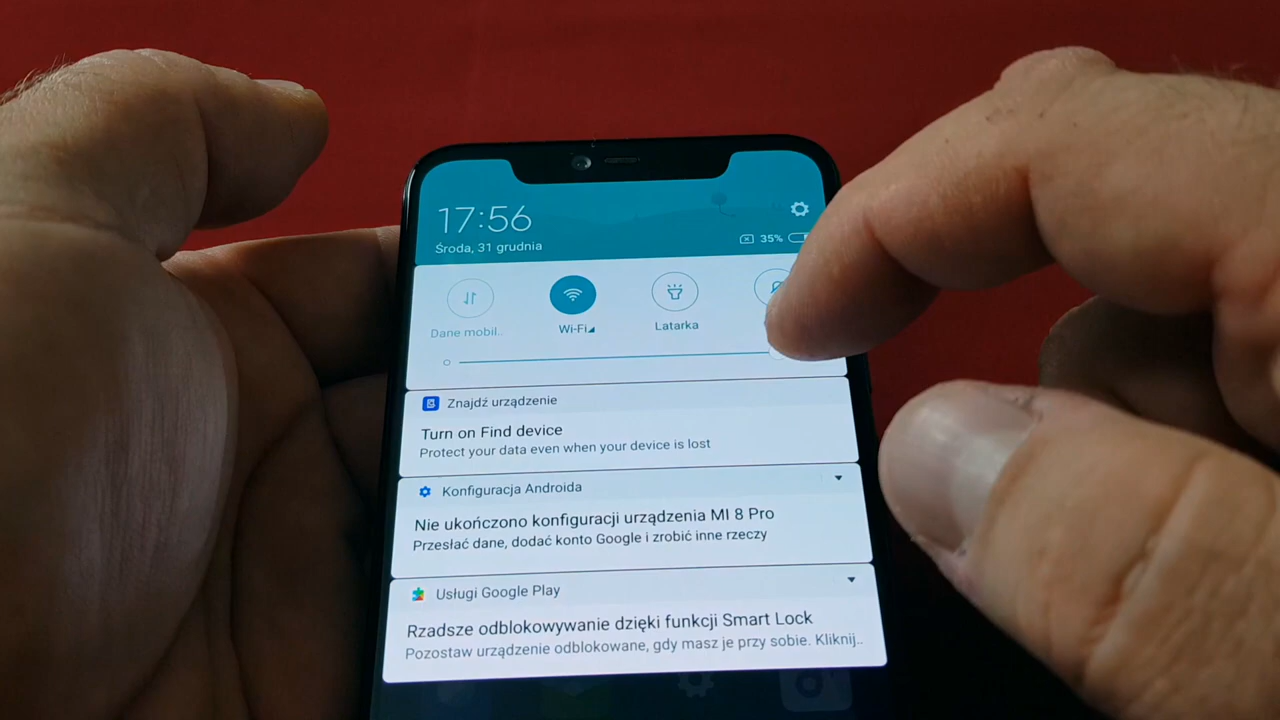 17:56
Środa, 31 grudnia
35%
Dane mobil..
Wi-Fi
Latarka
Znajdź urządzenie
Turn on Find device
Protect your data even when your device is lost
Konfiguracja Androida
Nie ukończono konfiguracji urządzenia MI 8 Pro
Przesłać dane, dodać konto Google i zrobić inne rzeczy
Usługi Google Play
Rzadsze odblokowywanie dzięki funkcji Smart Lock
Pozostaw urządzenie odblokowane, gdy masz je przy sobie. Kliknij..